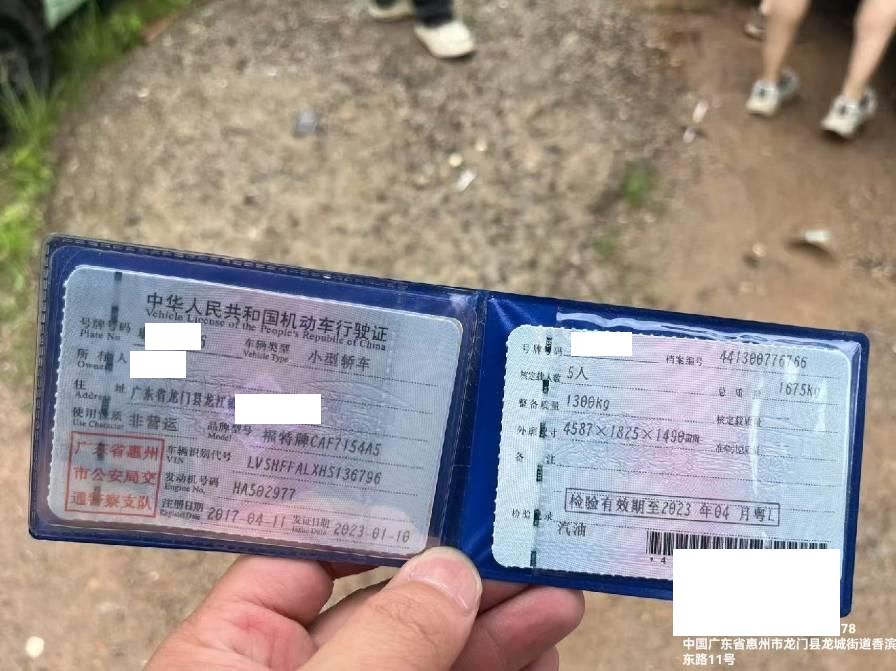 中华人民共和国机动车行驶证
Vehicle License of the People's Republic of China
号牌号码
Plate No.
6
车辆类型
Vehicle Type
小型轿车
所 有 人
Owner
住 址
Address
广东省龙门县龙江镇
使用性质
Use Character
非营运
品牌型号
Model
福特牌CAF7154A5
广东省惠州
市公安局交
通警察支队
车辆识别代号
VIN
LVSHFFALXHS136796
发动机号码
Engine No.
HA502977
注册日期
2017-04-11
发证日期
Issue Date
2023-01-10
号牌号码
档案编号
441300776766
核定载人数
5人
总 质 量
1675kg
整备质量
1300kg
核定载质量
外廓尺寸
4587×1825×1490mm
准牵引总质量
备 注
检验有效期至2023 年04 月粤L
检验记录
汽油
*4
78
中国广东省惠州市龙门县龙城街道香滨
东路11号